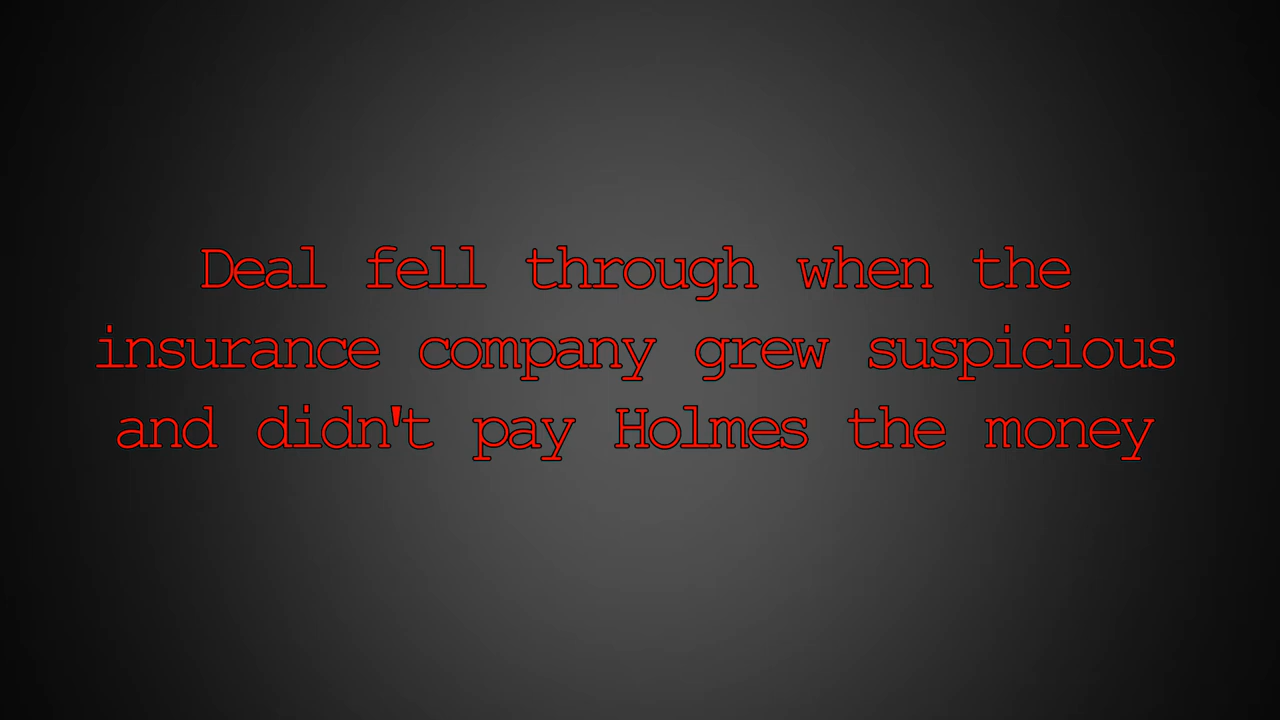 Deal fell through when the
insurance company grew suspicious
and didn't pay Holmes the money